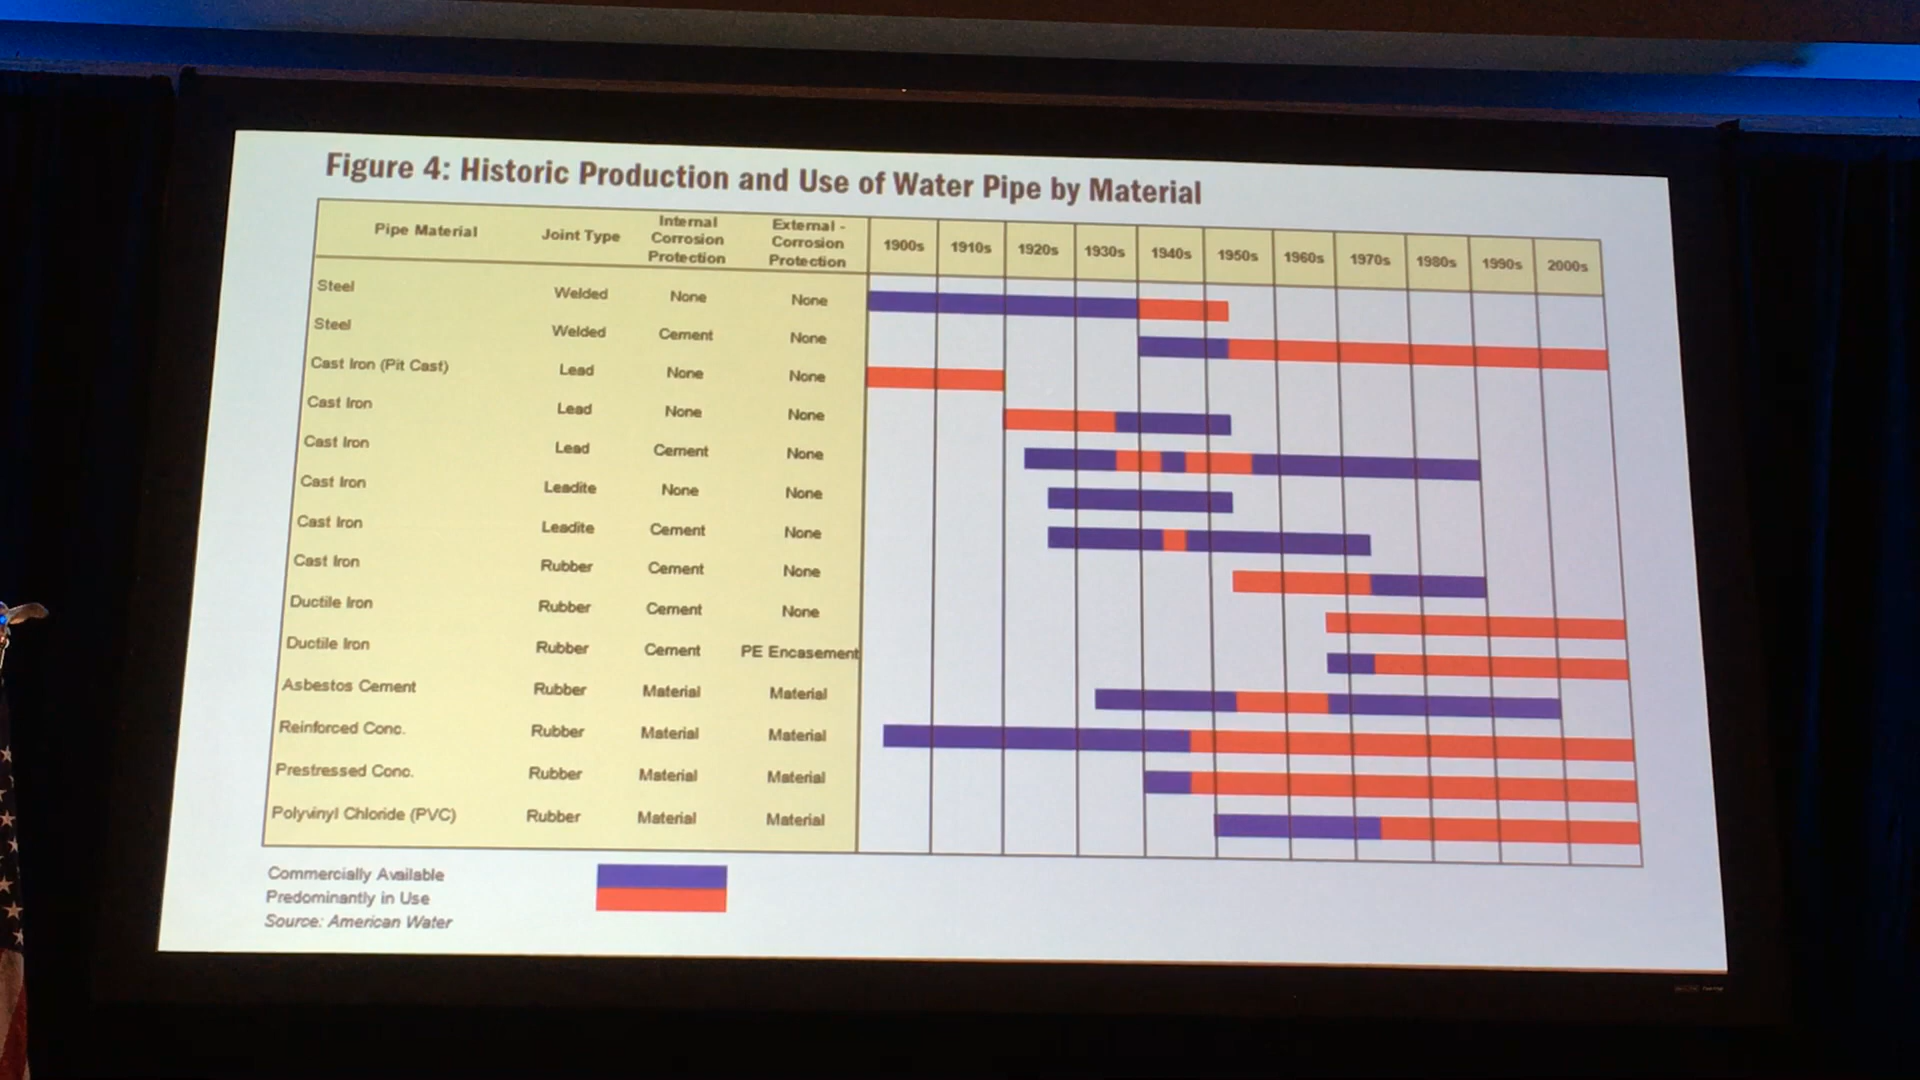 Figure 4: Historic Production and Use of Water Pipe by Material
Pipe Material Joint Type Internal Corrosion Protection External - Corrosion Protection 1900s 1910s 1920s 1930s 1940s 1950s 1960s 1970s 1980s 1990s 2000s
Steel Welded None None
Steel Welded Cement None
Cast Iron (Pit Cast) Lead None None
Cast Iron Lead None None
Cast Iron Lead Cement None
Cast Iron Leadite None None
Cast Iron Leadite Cement None
Cast Iron Rubber Cement None
Ductile Iron Rubber Cement None
Ductile Iron Rubber Cement PE Encasement
Asbestos Cement Rubber Material Material
Reinforced Conc. Rubber Material Material
Prestressed Conc. Rubber Material Material
Polyvinyl Chloride (PVC) Rubber Material Material
Commercially Available
Predominantly in Use
Source: American Water